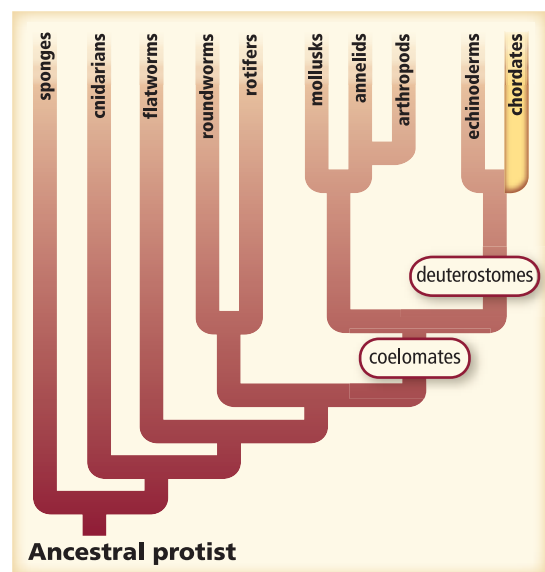 sponges
cnidarians
flatworms
roundworms
rotifers
mollusks
annelids
arthropods
echinoderms
chordates
deuterostomes
coelomates
Ancestral protist